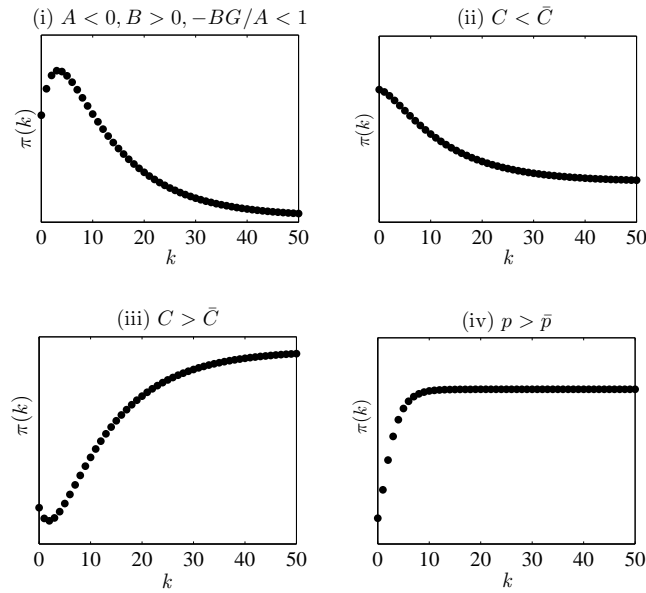 (i) A < 0, B > 0, −BG/A < 1
π(k)
0 10 20 30 40 50
k
(ii) C < C̄
π(k)
0 10 20 30 40 50
k
(iii) C > C̄
π(k)
0 10 20 30 40 50
k
(iv) p > p̄
π(k)
0 10 20 30 40 50
k